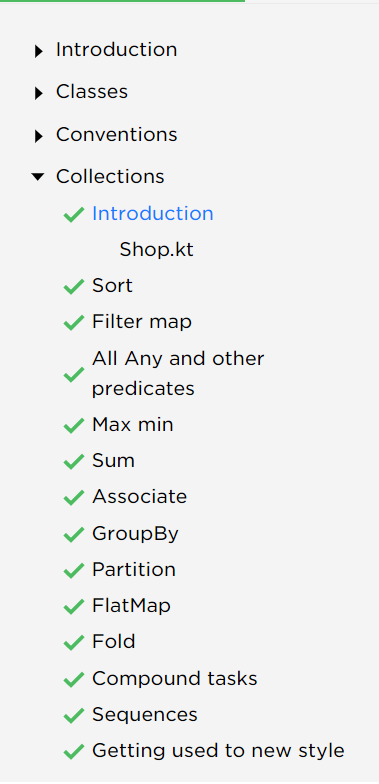 Introduction
Classes
Conventions
Collections
Introduction
Shop.kt
Sort
Filter map
All Any and other
predicates
Max min
Sum
Associate
GroupBy
Partition
FlatMap
Fold
Compound tasks
Sequences
Getting used to new style